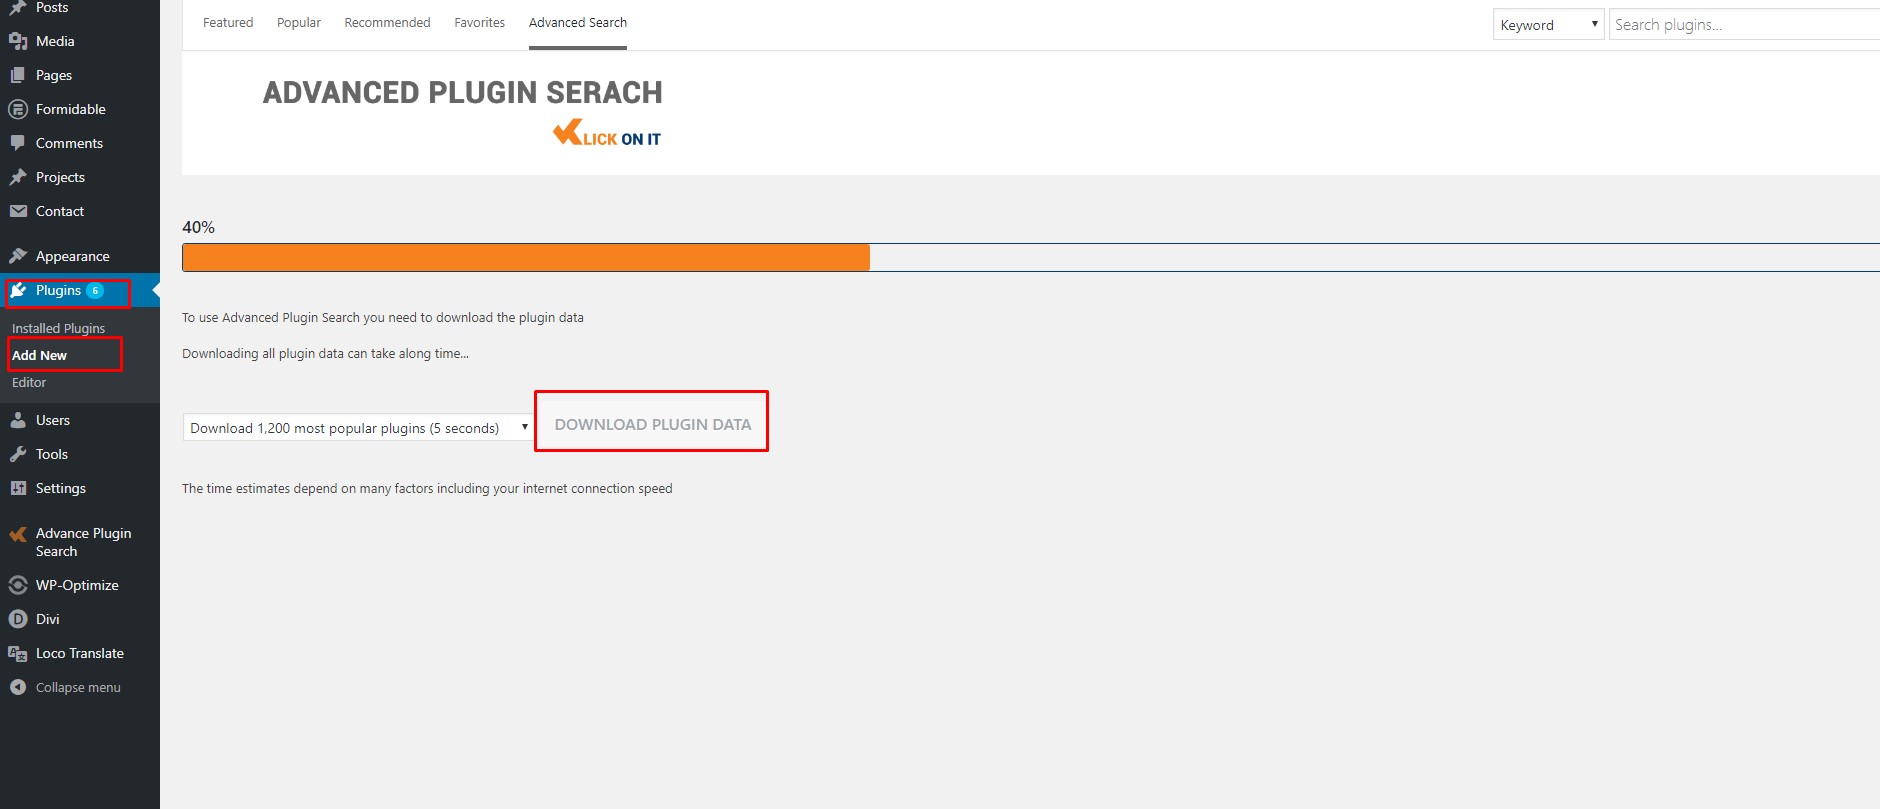 Posts
Media
Pages
Formidable
Comments
Projects
Contact
Appearance
Plugins 6
Installed Plugins
Add New
Editor
Users
Tools
Settings
Advance Plugin
Search
WP-Optimize
Divi
Loco Translate
Collapse menu
Featured Popular Recommended Favorites Advanced Search
Keyword Search plugins...
ADVANCED PLUGIN SERACH
KLICK ON IT
40%
To use Advanced Plugin Search you need to download the plugin data
Downloading all plugin data can take along time...
Download 1,200 most popular plugins (5 seconds) DOWNLOAD PLUGIN DATA
The time estimates depend on many factors including your internet connection speed